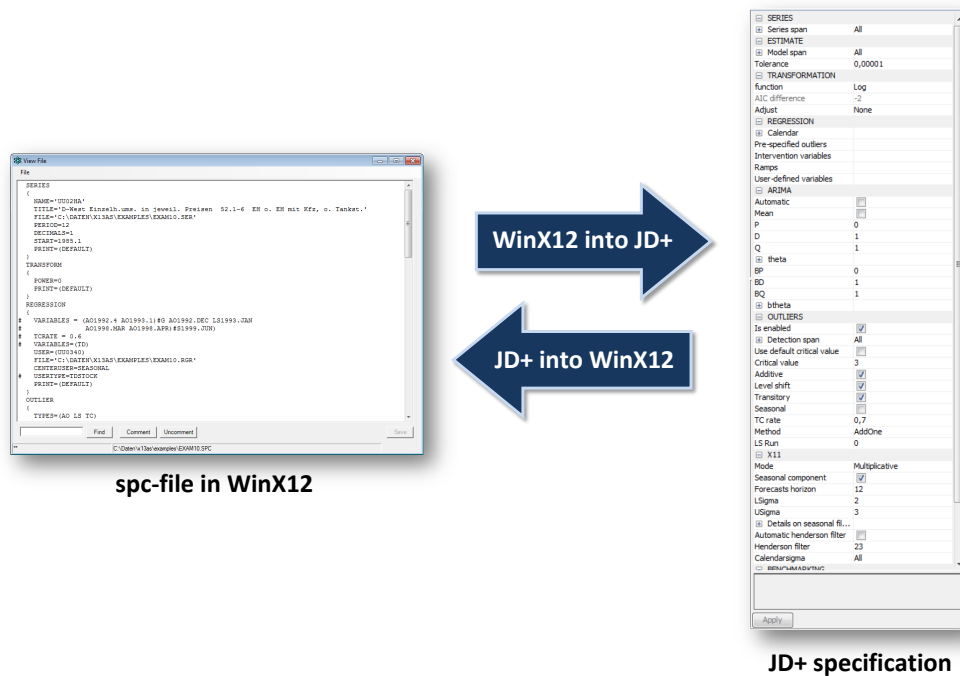 View File
File
SERIES
{
NAME='UU02HA'
TITLE='D-West Einzelh.ums. in jeweil. Preisen 52.1-6 EH o. EH mit Kfz, o. Tankst.'
FILE='C:\DATEN\X13AS\EXAMPLES\EXAM10.SER'
PERIOD=12
DECIMALS=1
START=1985.1
PRINT=(DEFAULT)
}
TRANSFORM
{
POWER=0
PRINT=(DEFAULT)
}
REGRESSION
{
# VARIABLES = (AO1992.4 AO1993.1)#G AO1992.DEC LS1993.JAN
# AO1998.MAR AO1998.APR)#S1999.JUN)
# TCRATE = 0.6
# VARIABLES=(TD)
USER=(UU0340)
FILE='C:\DATEN\X13AS\EXAMPLES\EXAM10.RGR'
CENTERUSER=SEASONAL
# USERTYPE=TDSTOCK
PRINT=(DEFAULT)
}
OUTLIER
{
TYPES=(AO LS TC)
Find Comment Uncomment Save
** C:\Daten\x13as\examples\EXAM10.SPC
spc-file in WinX12
WinX12 into JD+
JD+ into WinX12
SERIES
Series span All
ESTIMATE
Model span All
Tolerance 0,00001
TRANSFORMATION
function Log
AIC difference -2
Adjust None
REGRESSION
Calendar
Pre-specified outliers
Intervention variables
Ramps
User-defined variables
ARIMA
Automatic
Mean
P 0
D 1
Q 1
theta
BP 0
BD 1
BQ 1
btheta
OUTLIERS
Is enabled
Detection span All
Use default critical value
Critical value 3
Additive
Level shift
Transitory
Seasonal
TC rate 0,7
Method AddOne
LS Run 0
X11
Mode Multiplicative
Seasonal component
Forecasts horizon 12
LSigma 2
USigma 3
Details on seasonal fil...
Automatic henderson filter
Henderson filter 23
Calendarsigma All
BENCHMARKING
Apply
JD+ specification